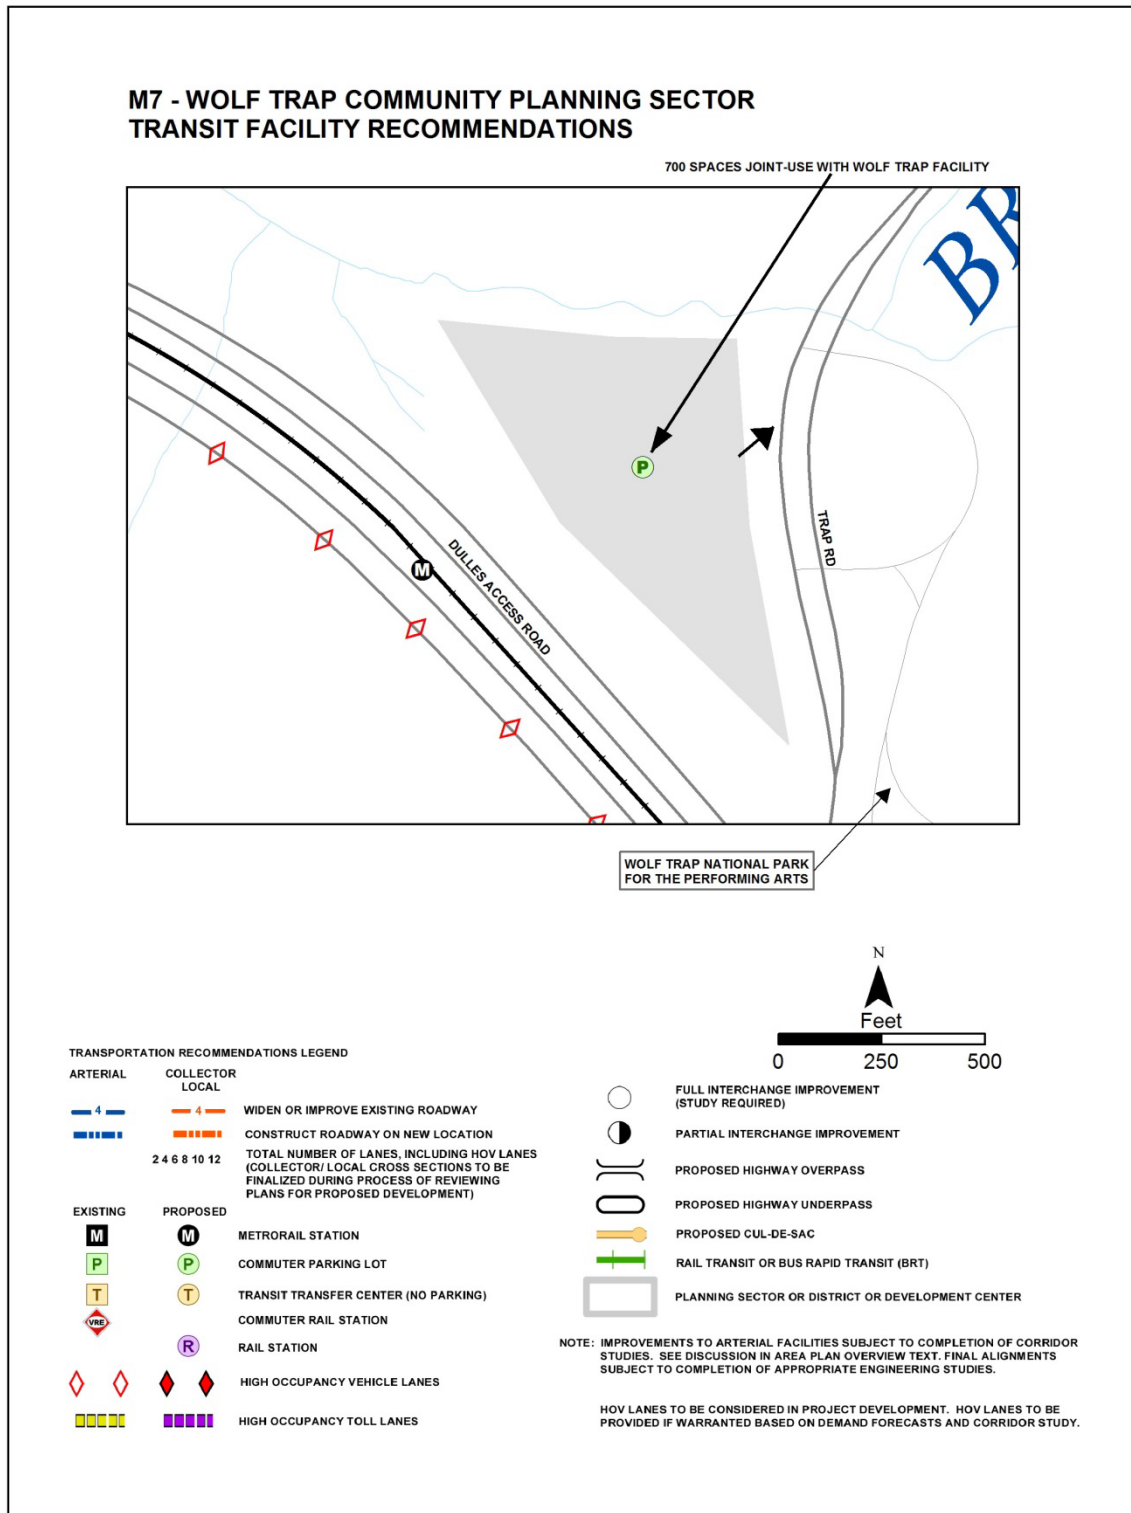 M7 - WOLF TRAP COMMUNITY PLANNING SECTOR
TRANSIT FACILITY RECOMMENDATIONS
700 SPACES JOINT-USE WITH WOLF TRAP FACILITY
BR
P
TRAP RD
M
DULLES ACCESS ROAD
WOLF TRAP NATIONAL PARK
FOR THE PERFORMING ARTS
N
Feet
0 250 500
TRANSPORTATION RECOMMENDATIONS LEGEND
ARTERIAL COLLECTOR
LOCAL
4 4 WIDEN OR IMPROVE EXISTING ROADWAY
CONSTRUCT ROADWAY ON NEW LOCATION
2 4 6 8 10 12 TOTAL NUMBER OF LANES, INCLUDING HOV LANES
(COLLECTOR/ LOCAL CROSS SECTIONS TO BE
FINALIZED DURING PROCESS OF REVIEWING
PLANS FOR PROPOSED DEVELOPMENT)
EXISTING PROPOSED
M M METRORAIL STATION
P P COMMUTER PARKING LOT
T T TRANSIT TRANSFER CENTER (NO PARKING)
VRE COMMUTER RAIL STATION
R RAIL STATION
HIGH OCCUPANCY VEHICLE LANES
HIGH OCCUPANCY TOLL LANES
FULL INTERCHANGE IMPROVEMENT
(STUDY REQUIRED)
PARTIAL INTERCHANGE IMPROVEMENT
PROPOSED HIGHWAY OVERPASS
PROPOSED HIGHWAY UNDERPASS
PROPOSED CUL-DE-SAC
RAIL TRANSIT OR BUS RAPID TRANSIT (BRT)
PLANNING SECTOR OR DISTRICT OR DEVELOPMENT CENTER
NOTE: IMPROVEMENTS TO ARTERIAL FACILITIES SUBJECT TO COMPLETION OF CORRIDOR
STUDIES. SEE DISCUSSION IN AREA PLAN OVERVIEW TEXT. FINAL ALIGNMENTS
SUBJECT TO COMPLETION OF APPROPRIATE ENGINEERING STUDIES.
HOV LANES TO BE CONSIDERED IN PROJECT DEVELOPMENT. HOV LANES TO BE
PROVIDED IF WARRANTED BASED ON DEMAND FORECASTS AND CORRIDOR STUDY.